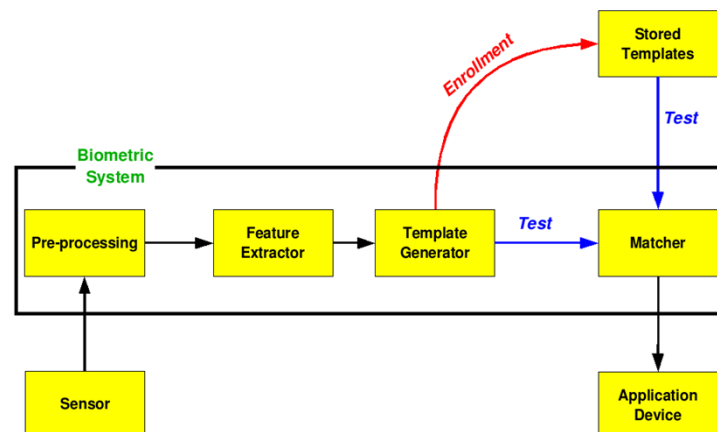 Stored
Templates
Enrollment
Test
Biometric
System
Pre-processing
Feature
Extractor
Template
Generator
Test
Matcher
Sensor
Application
Device